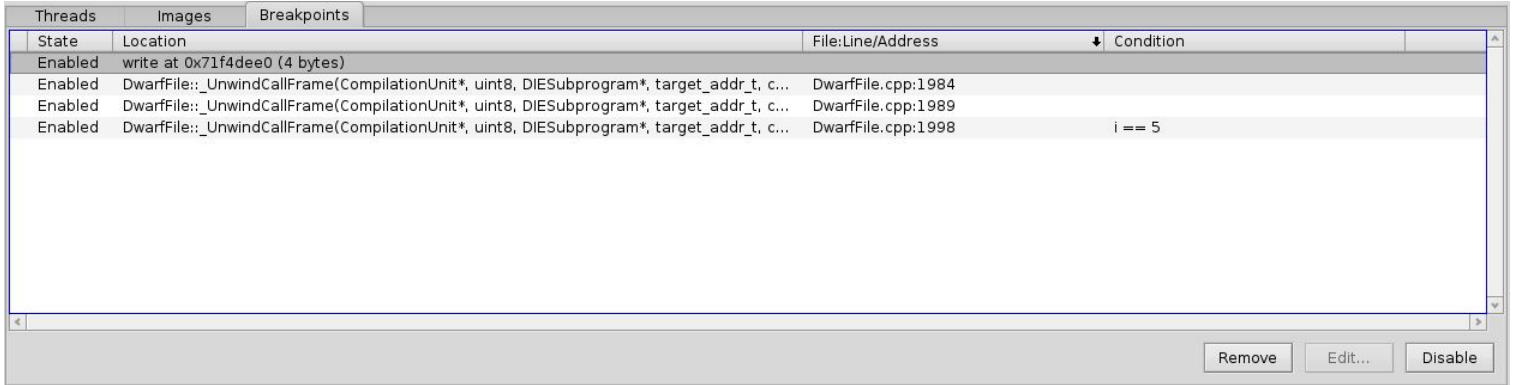 Threads Images Breakpoints
State Location File:Line/Address Condition
Enabled write at 0x71f4dee0 (4 bytes)
Enabled DwarfFile::_UnwindCallFrame(CompilationUnit*, uint8, DIESubprogram*, target_addr_t, c... DwarfFile.cpp:1984
Enabled DwarfFile::_UnwindCallFrame(CompilationUnit*, uint8, DIESubprogram*, target_addr_t, c... DwarfFile.cpp:1989
Enabled DwarfFile::_UnwindCallFrame(CompilationUnit*, uint8, DIESubprogram*, target_addr_t, c... DwarfFile.cpp:1998 i == 5
Remove Edit... Disable